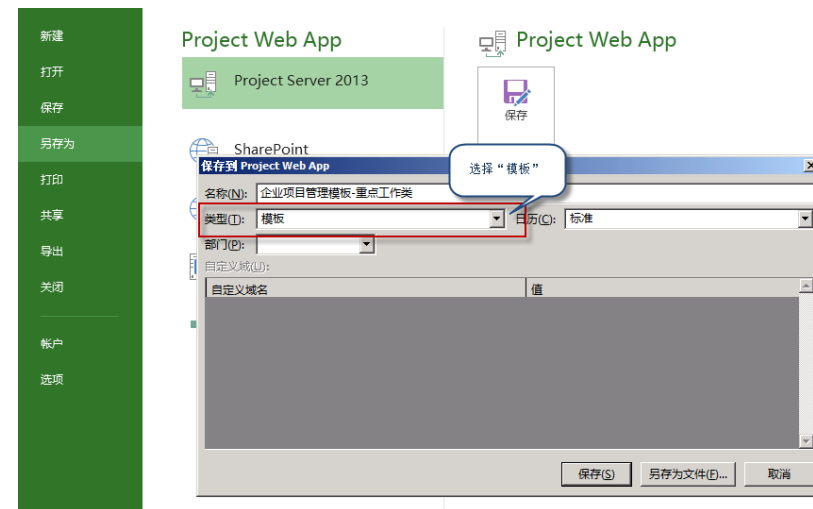 新建
打开
保存
另存为
打印
共享
导出
关闭
帐户
选项
Project Web App
Project Server 2013
SharePoint
Project Web App
保存
选择“模板”
保存到 Project Web App
名称(N): 企业项目管理模板-重点工作类
类型(T): 模板 日历(C): 标准
部门(P):
自定义域(U):
自定义域名 值
保存(S) 另存为文件(F)... 取消